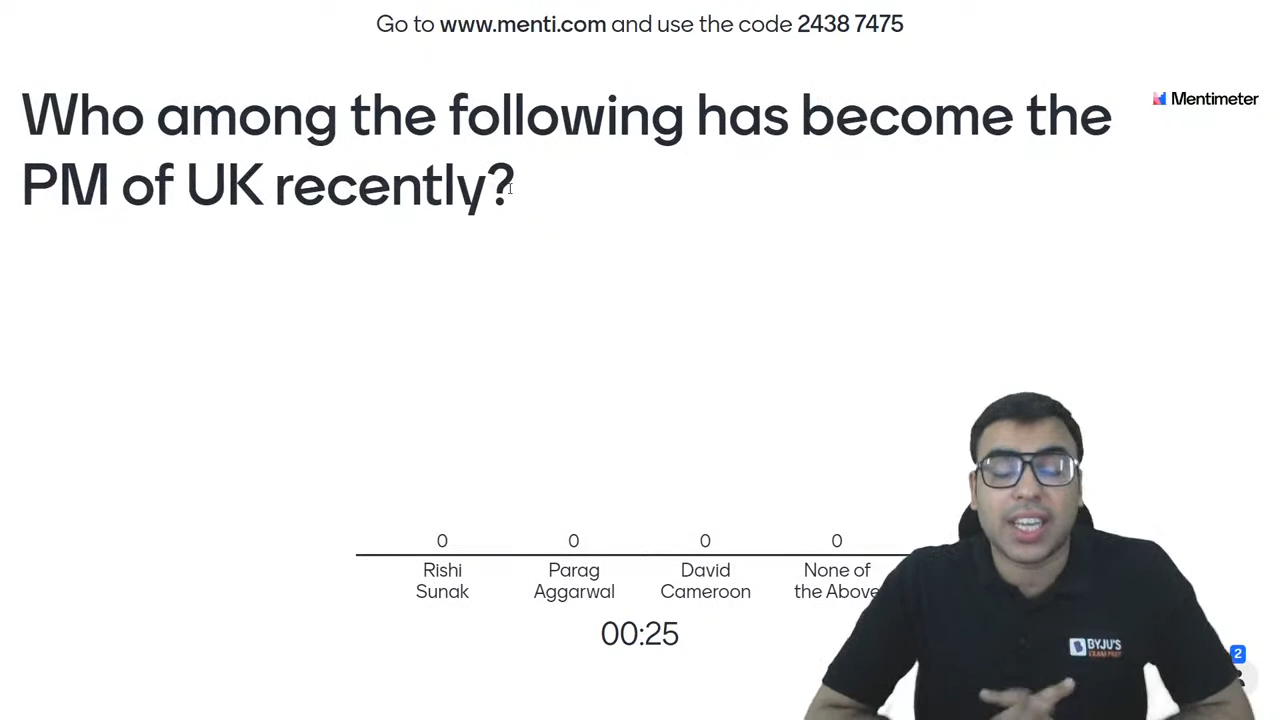 Go to www.menti.com and use the code 2438 7475
Who among the following has become the
PM of UK recently?
Mentimeter
0
0
0
0
Rishi
Sunak
Parag
Aggarwal
David
Cameroon
None of
the Above
00:25
BYJU'S
EXAM PREP
2